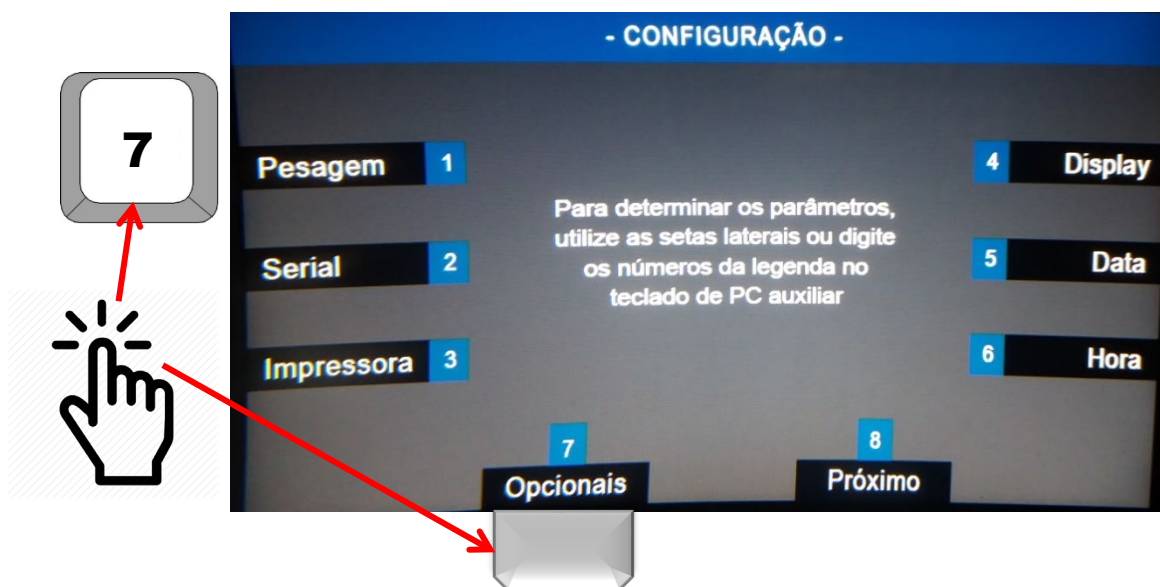 - CONFIGURAÇÃO -
7
Pesagem 1
4 Display
Para determinar os parâmetros,
utilize as setas laterais ou digite
os números da legenda no
teclado de PC auxiliar
Serial 2
5 Data
Impressora 3
6 Hora
7
Opcionais
8
Próximo